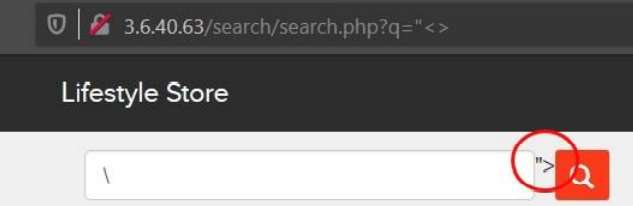 3.6.40.63/search/search.php?q="<>
Lifestyle Store
\ ">